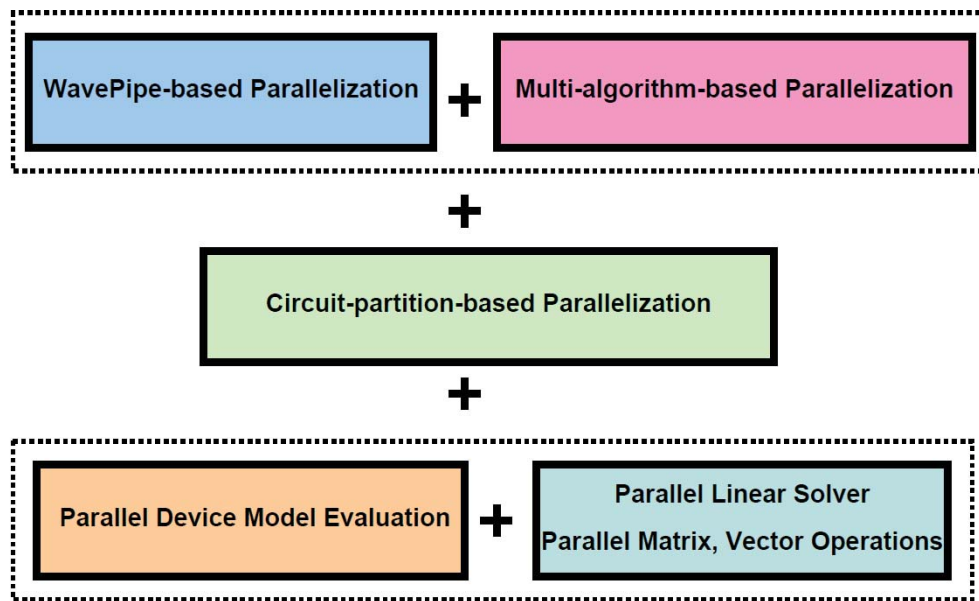 WavePipe-based Parallelization + Multi-algorithm-based Parallelization
+
Circuit-partition-based Parallelization
+
Parallel Device Model Evaluation + Parallel Linear Solver
Parallel Matrix, Vector Operations